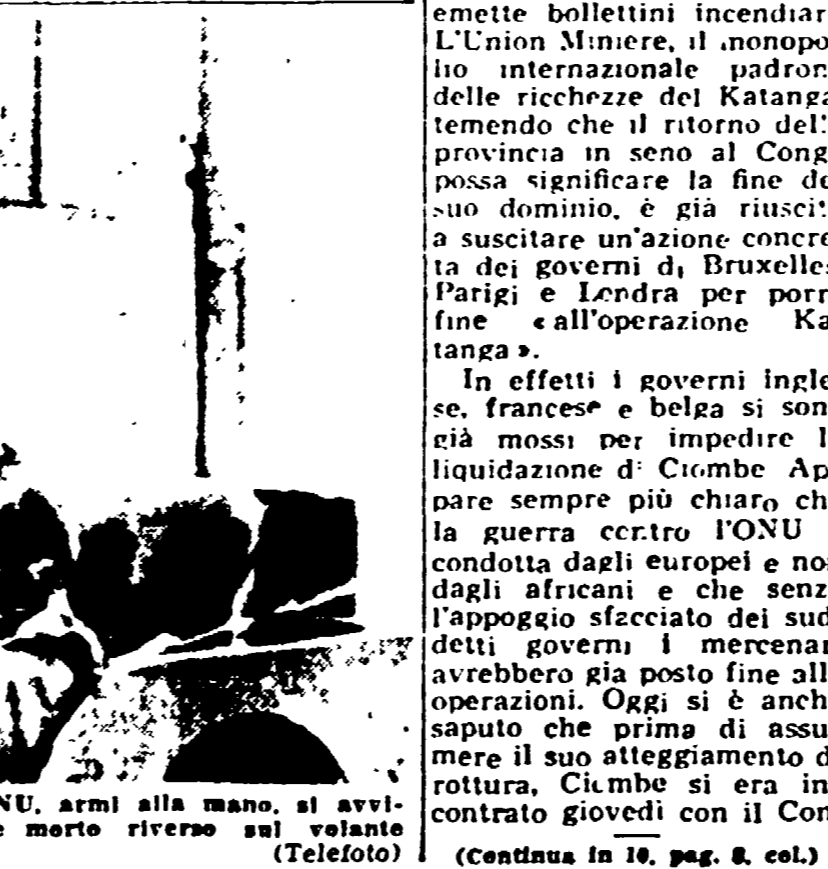 emette bollettini incendiar
L'Union Miniere, il monopo
lio internazionale padron
delle ricchezze del Katanga
temendo che il ritorno dell'
provincia in seno al Cong
possa significare la fine de
suo dominio, è già riuscit
a suscitare un'azione concre
ta dei governi di Bruxelles
Parigi e Londra per porr
fine «all'operazione Ka
tanga».
In effetti i governi ingle
se, francese e belga si son
già mossi per impedire l
liquidazione di Ciombe Ap
pare sempre più chiaro ch
la guerra contro l'ONU
condotta dagli europei e non
dagli africani e che senz
l'appoggio sfacciato dei sud
detti governi i mercenar
avrebbero gia posto fine all
operazioni. Oggi si è anch
saputo che prima di assu
mere il suo atteggiamento d
rottura, Ciombe si era in
contrato giovedì con il Con
(Continua in 10. pag. 8. col.)
NU, armi alla mano, si avvi-
e morto riverso sul volante
(Telefoto)